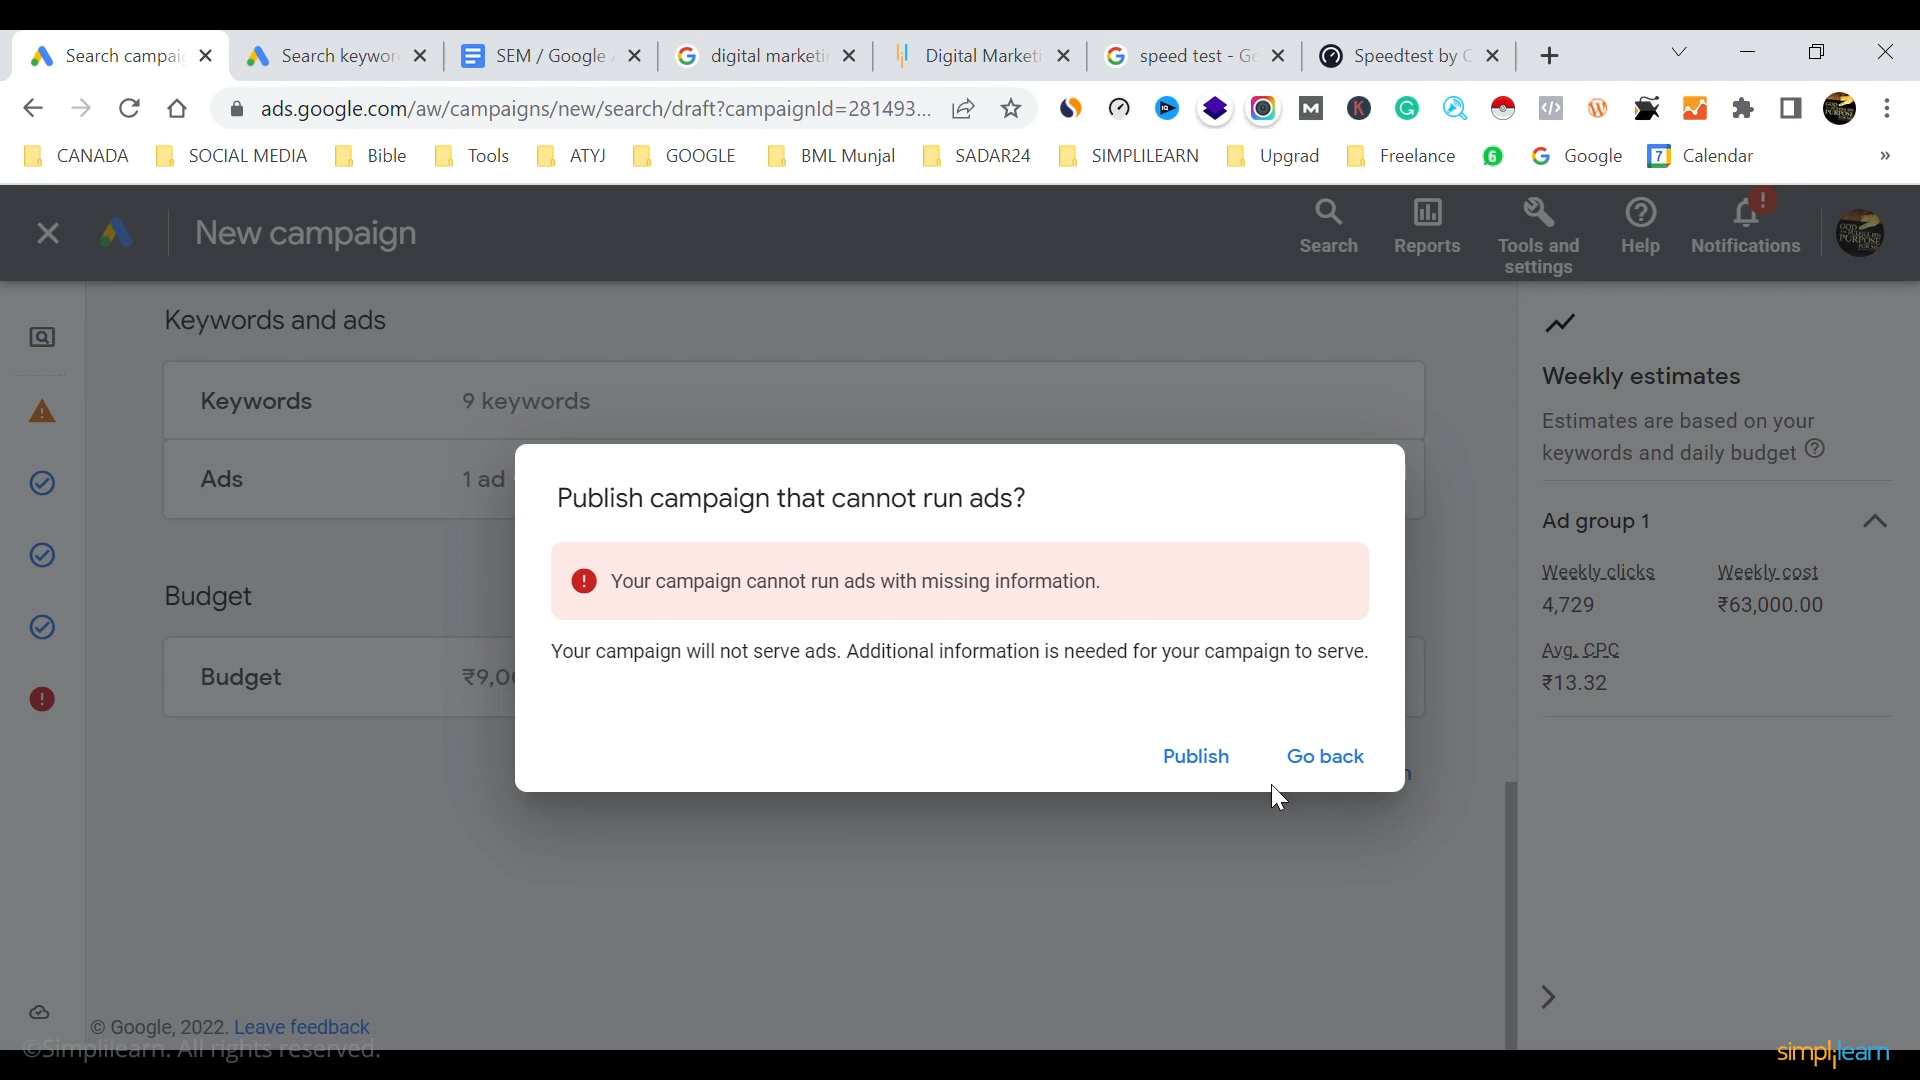 Search campai
Search keywor
SEM / Google
digital marketi
Digital Marketi
speed test - Go
Speedtest by
ads.google.com/aw/campaigns/new/search/draft?campaignId=281493...
CANADA
SOCIAL MEDIA
Bible
Tools
ATYJ
GOOGLE
BML Munjal
SADAR24
SIMPLILEARN
Upgrad
Freelance
Google
Calendar
New campaign
Search
Reports
Tools and
settings
Help
Notifications
Keywords and ads
Keywords 9 keywords
Ads 1 ad
Budget
Budget ₹9,0
Publish campaign that cannot run ads?
Your campaign cannot run ads with missing information.
Your campaign will not serve ads. Additional information is needed for your campaign to serve.
Publish Go back
Weekly estimates
Estimates are based on your
keywords and daily budget
Ad group 1
Weekly clicks Weekly cost
4,729 ₹63,000.00
Avg. CPC
₹13.32
© Google, 2022. Leave feedback
©Simplilearn. All rights reserved.
simplilearn